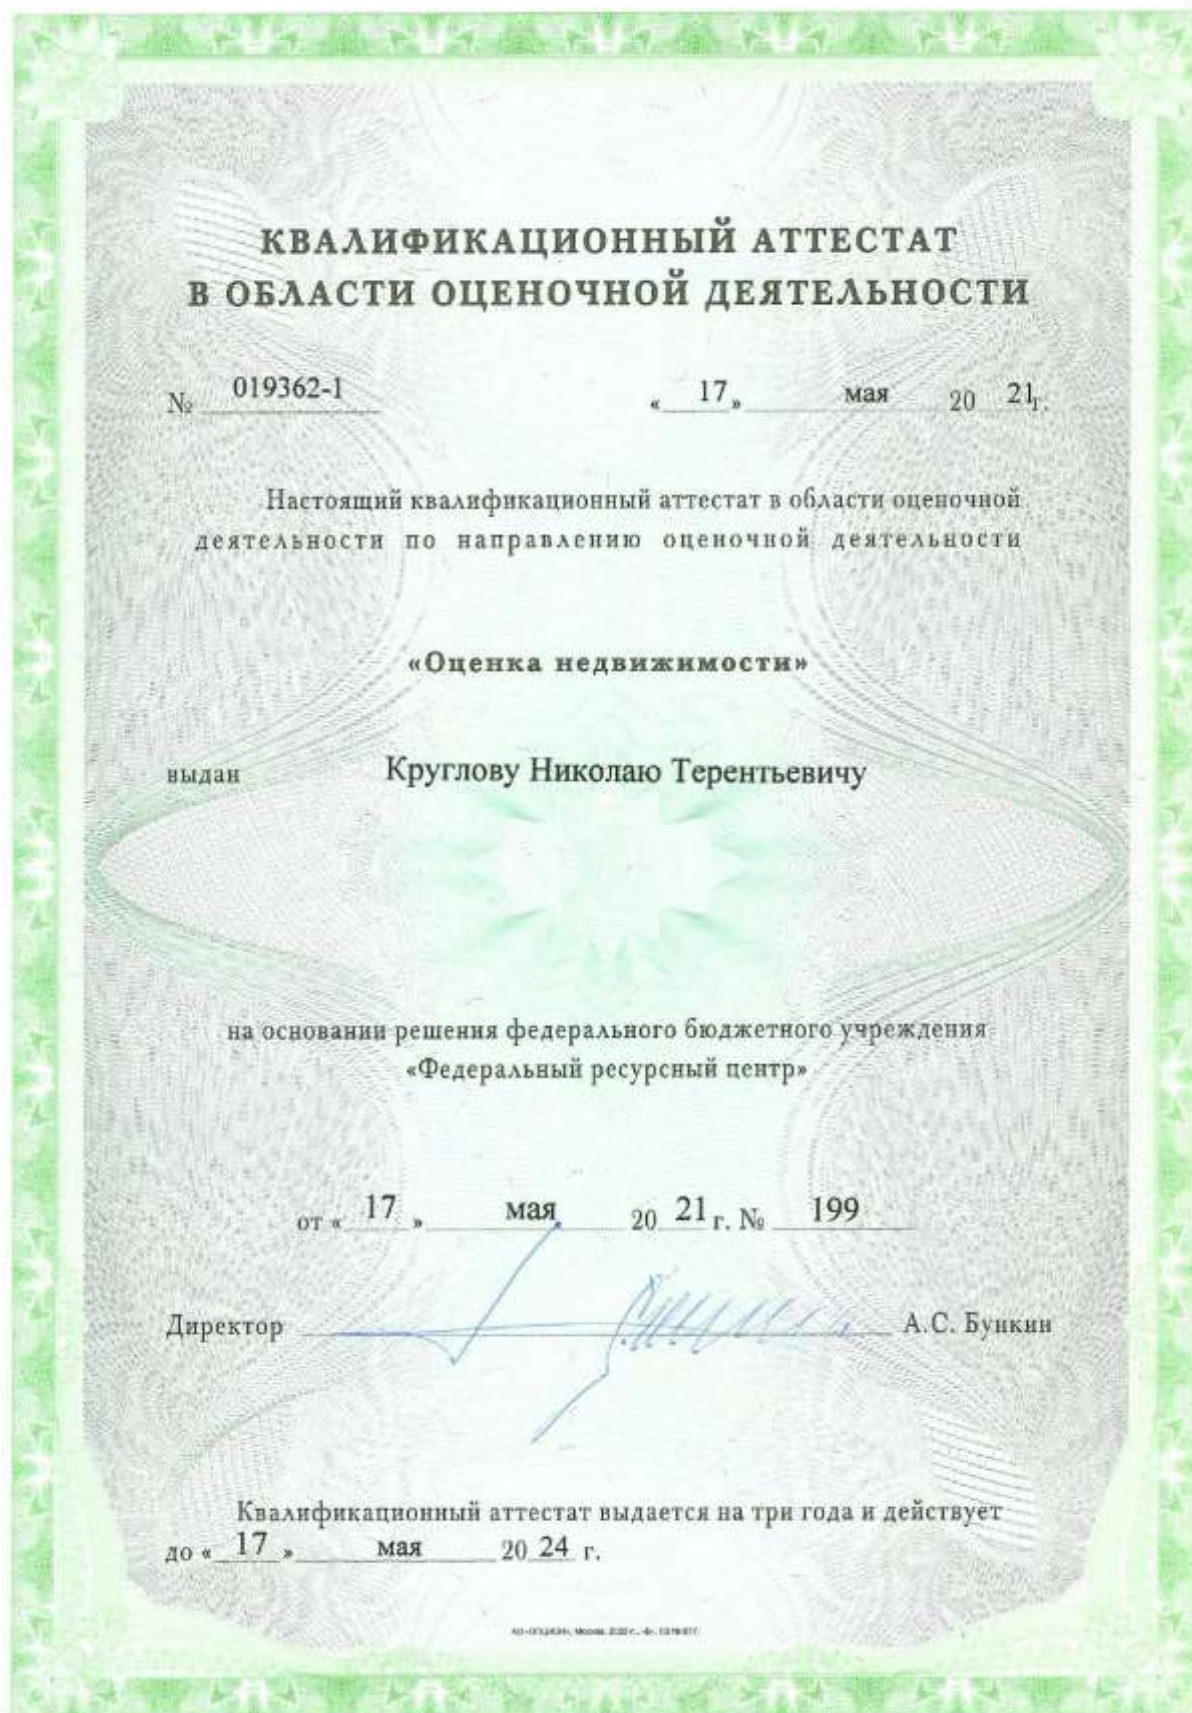 КВАЛИФИКАЦИОННЫЙ АТТЕСТАТ
В ОБЛАСТИ ОЦЕНОЧНОЙ ДЕЯТЕЛЬНОСТИ
№ 019362-1 « 17 » мая 20 21 г.
Настоящий квалификационный аттестат в области оценочной
деятельности по направлению оценочной деятельности
«Оценка недвижимости»
выдан Круглову Николаю Терентьевичу
на основании решения федерального бюджетного учреждения
«Федеральный ресурсный центр»
от « 17 » мая 20 21 г. № 199
Директор А.С. Бункин
Квалификационный аттестат выдается на три года и действует
до « 17 » мая 20 24 г.
Москва, 2020 г.